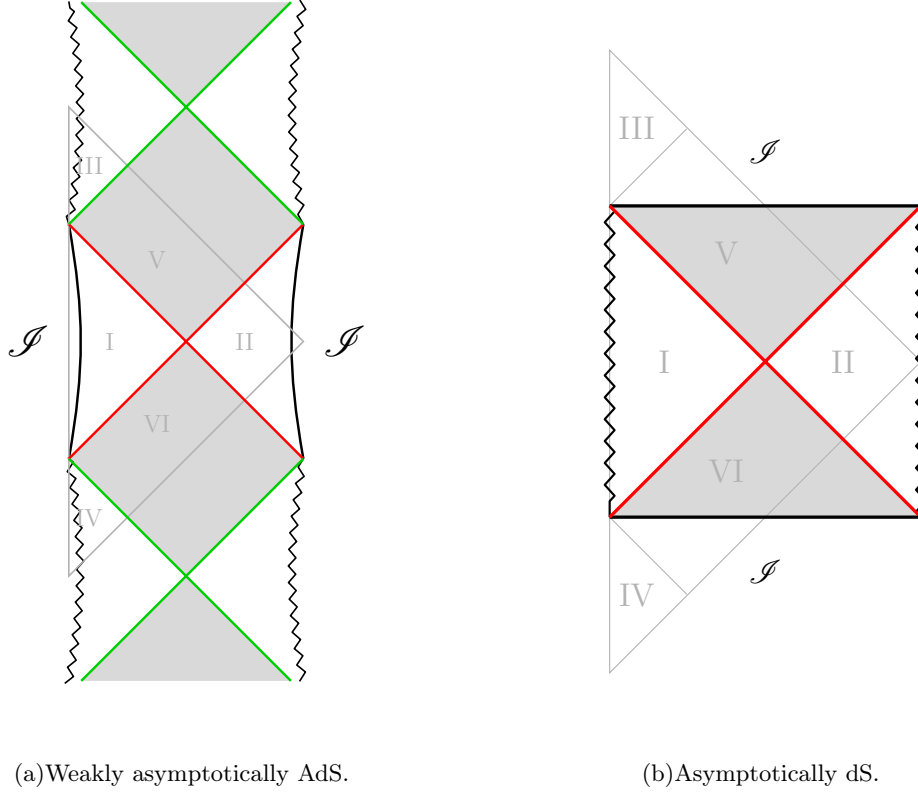 III
V
ℐ I II ℐ
VI
IV
(a)Weakly asymptotically AdS.
III
ℐ
V
I II
VI
ℐ
IV
(b)Asymptotically dS.